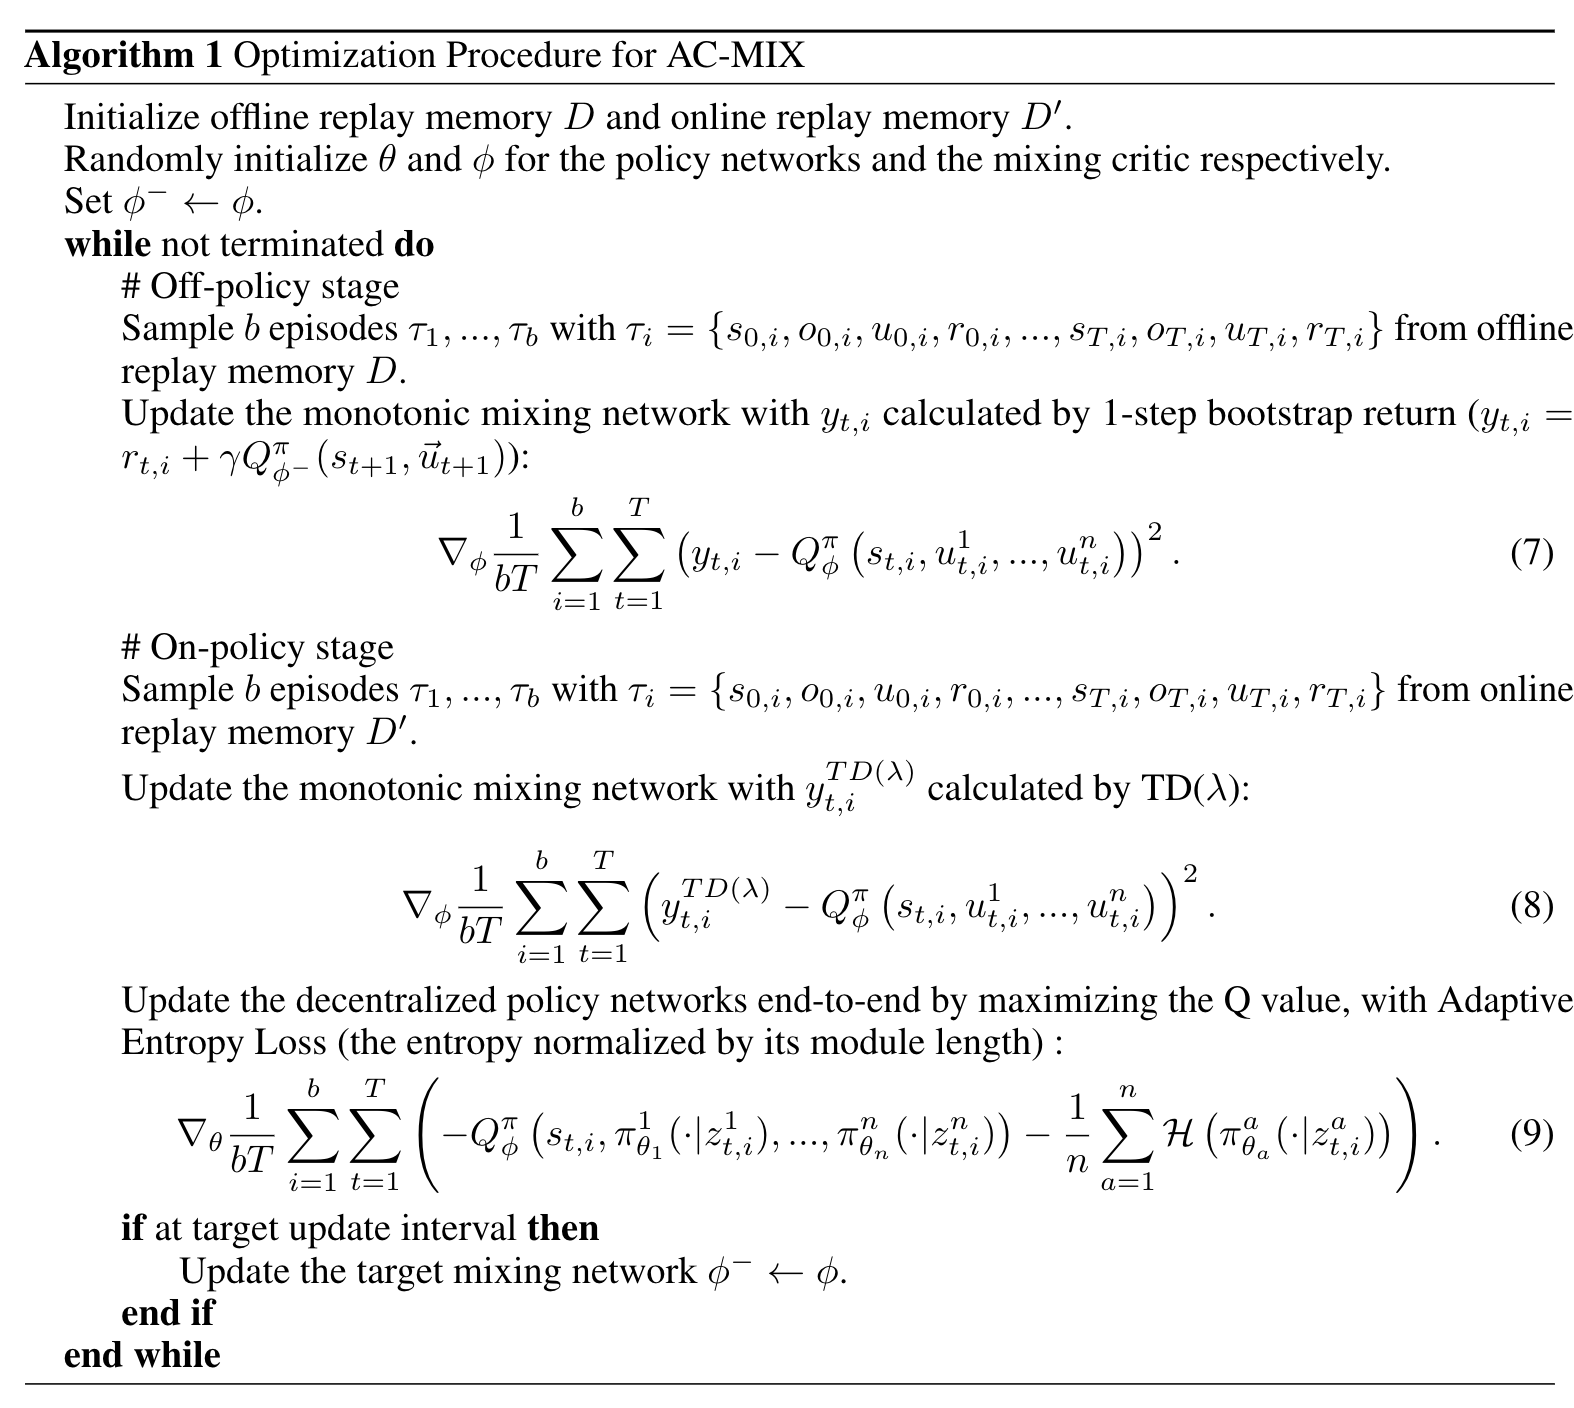 Algorithm 1 Optimization Procedure for AC-MIX
Initialize offline replay memory $D$ and online replay memory $D'$.
Randomly initialize $\theta$ and $\phi$ for the policy networks and the mixing critic respectively.
Set $\phi^- \leftarrow \phi$.
while not terminated do
# Off-policy stage
Sample $b$ episodes $\tau_1, ..., \tau_b$ with $\tau_i = \{s_{0,i}, o_{0,i}, u_{0,i}, r_{0,i}, ..., s_{T,i}, o_{T,i}, u_{T,i}, r_{T,i}\}$ from offline
replay memory $D$.
Update the monotonic mixing network with $y_{t,i}$ calculated by 1-step bootstrap return ($y_{t,i} =$
$r_{t,i} + \gamma Q^{\pi}_{\phi^-}(s_{t+1}, \vec{u}_{t+1})$):
$\nabla_\phi \frac{1}{bT} \sum_{i=1}^{b} \sum_{t=1}^{T} \left( y_{t,i} - Q^{\pi}_{\phi} \left( s_{t,i}, u^1_{t,i}, ..., u^n_{t,i} \right) \right)^2 .$ (7)
# On-policy stage
Sample $b$ episodes $\tau_1, ..., \tau_b$ with $\tau_i = \{s_{0,i}, o_{0,i}, u_{0,i}, r_{0,i}, ..., s_{T,i}, o_{T,i}, u_{T,i}, r_{T,i}\}$ from online
replay memory $D'$.
Update the monotonic mixing network with $y^{TD(\lambda)}_{t,i}$ calculated by TD($\lambda$):
$\nabla_\phi \frac{1}{bT} \sum_{i=1}^{b} \sum_{t=1}^{T} \left( y^{TD(\lambda)}_{t,i} - Q^{\pi}_{\phi} \left( s_{t,i}, u^1_{t,i}, ..., u^n_{t,i} \right) \right)^2 .$ (8)
Update the decentralized policy networks end-to-end by maximizing the Q value, with Adaptive
Entropy Loss (the entropy normalized by its module length) :
$\nabla_\theta \frac{1}{bT} \sum_{i=1}^{b} \sum_{t=1}^{T} \left( -Q^{\pi}_{\phi} \left( s_{t,i}, \pi^1_{\theta_1}(\cdot|z^1_{t,i}), ..., \pi^n_{\theta_n}(\cdot|z^n_{t,i}) \right) - \frac{1}{n} \sum_{a=1}^{n} \mathcal{H} \left( \pi^a_{\theta_a}(\cdot|z^a_{t,i}) \right) \right) .$ (9)
if at target update interval then
Update the target mixing network $\phi^- \leftarrow \phi$.
end if
end while